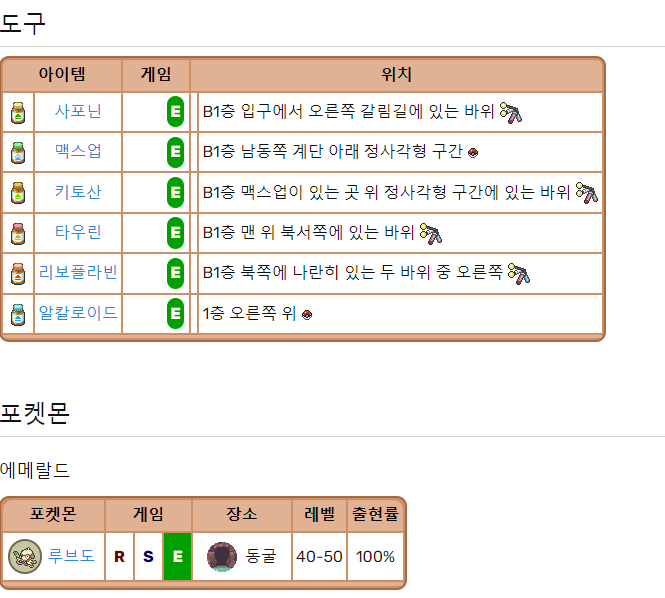 도구
아이템 게임 위치
사포닌 E B1층 입구에서 오른쪽 갈림길에 있는 바위
맥스업 E B1층 남동쪽 계단 아래 정사각형 구간
키토산 E B1층 맥스업이 있는 곳 위 정사각형 구간에 있는 바위
타우린 E B1층 맨 위 북서쪽에 있는 바위
리보플라빈 E B1층 북쪽에 나란히 있는 두 바위 중 오른쪽
알칼로이드 E 1층 오른쪽 위
포켓몬
에메랄드
포켓몬 게임 장소 레벨 출현률
루브도 R S E 동굴 40-50 100%